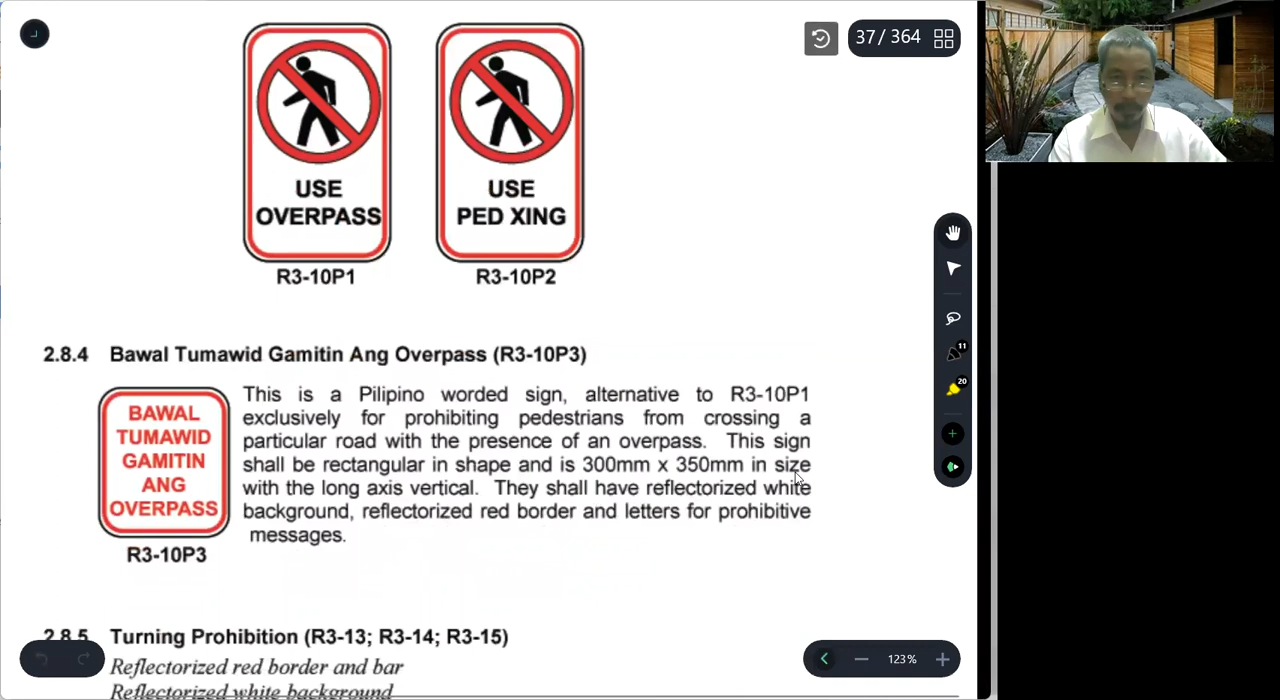 37 / 364
USE
OVERPASS
R3-10P1
USE
PED XING
R3-10P2
2.8.4 Bawal Tumawid Gamitin Ang Overpass (R3-10P3)
BAWAL
TUMAWID
GAMITIN
ANG
OVERPASS
R3-10P3
This is a Pilipino worded sign, alternative to R3-10P1
exclusively for prohibiting pedestrians from crossing a
particular road with the presence of an overpass. This sign
shall be rectangular in shape and is 300mm x 350mm in size
with the long axis vertical. They shall have reflectorized white
background, reflectorized red border and letters for prohibitive
messages.
2.8.5 Turning Prohibition (R3-13; R3-14; R3-15)
Reflectorized red border and bar
Reflectorized white background
11
20
123%